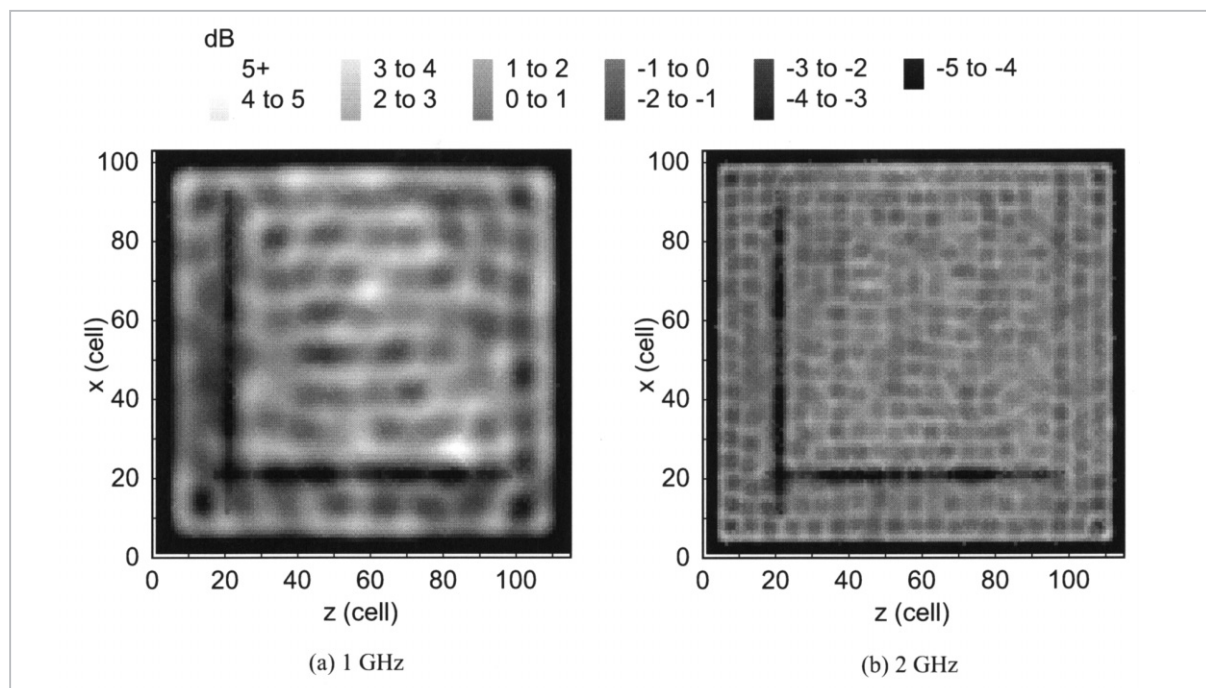 dB
5+ 3 to 4 1 to 2 -1 to 0 -3 to -2 -5 to -4
4 to 5 2 to 3 0 to 1 -2 to -1 -4 to -3
100
80
60
40
20
0
x (cell)
0 20 40 60 80 100
z (cell)
(a) 1 GHz
100
80
60
40
20
0
x (cell)
0 20 40 60 80 100
z (cell)
(b) 2 GHz